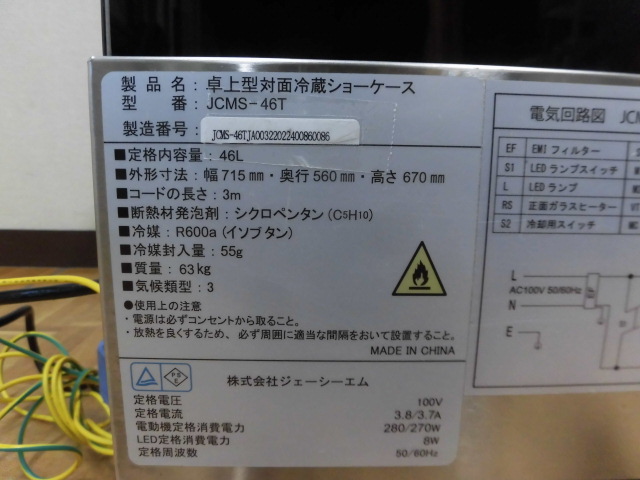 製品名:卓上型対面冷蔵ショーケース
型番:JCMS-46T
製造番号: JCMS-46TJA00322022400860086
■定格内容量:46L
■外形寸法:幅715mm・奥行560mm・高さ670mm
■コードの長さ:3m
■断熱材発泡剤:シクロペンタン(C5H10)
■冷媒:R600a(イソブタン)
■冷媒封入量:55g
■質量:63kg
■気候類型:3
●使用上の注意
・電源は必ずコンセントから取ること。
・放熱を良くするため、必ず周囲に適当な間隔をおいて設置すること。
MADE IN CHINA
PSE
株式会社ジェーシーエム
定格電圧 100V
定格電流 3.8/3.7A
電動機定格消費電力 280/270W
LED定格消費電力 8W
定格周波数 50/60Hz
電気回路図 JCM
EF EMIフィルター
S1 LEDランプスイッチ
L LEDランプ
RS 正面ガラスヒーター
S2 冷却用スイッチ
L
AC100V 50/60Hz
N
E
EF